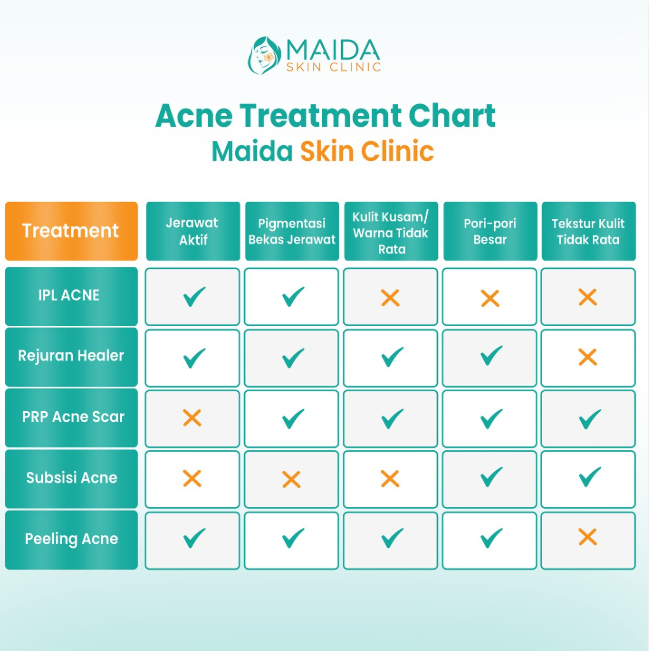 MAIDA
SKIN CLINIC
Acne Treatment Chart
Maida Skin Clinic
Treatment
Jerawat
Aktif
Pigmentasi
Bekas Jerawat
Kulit Kusam/
Warna Tidak
Rata
Pori-pori
Besar
Tekstur Kulit
Tidak Rata
IPL ACNE
Rejuran Healer
PRP Acne Scar
Subsisi Acne
Peeling Acne